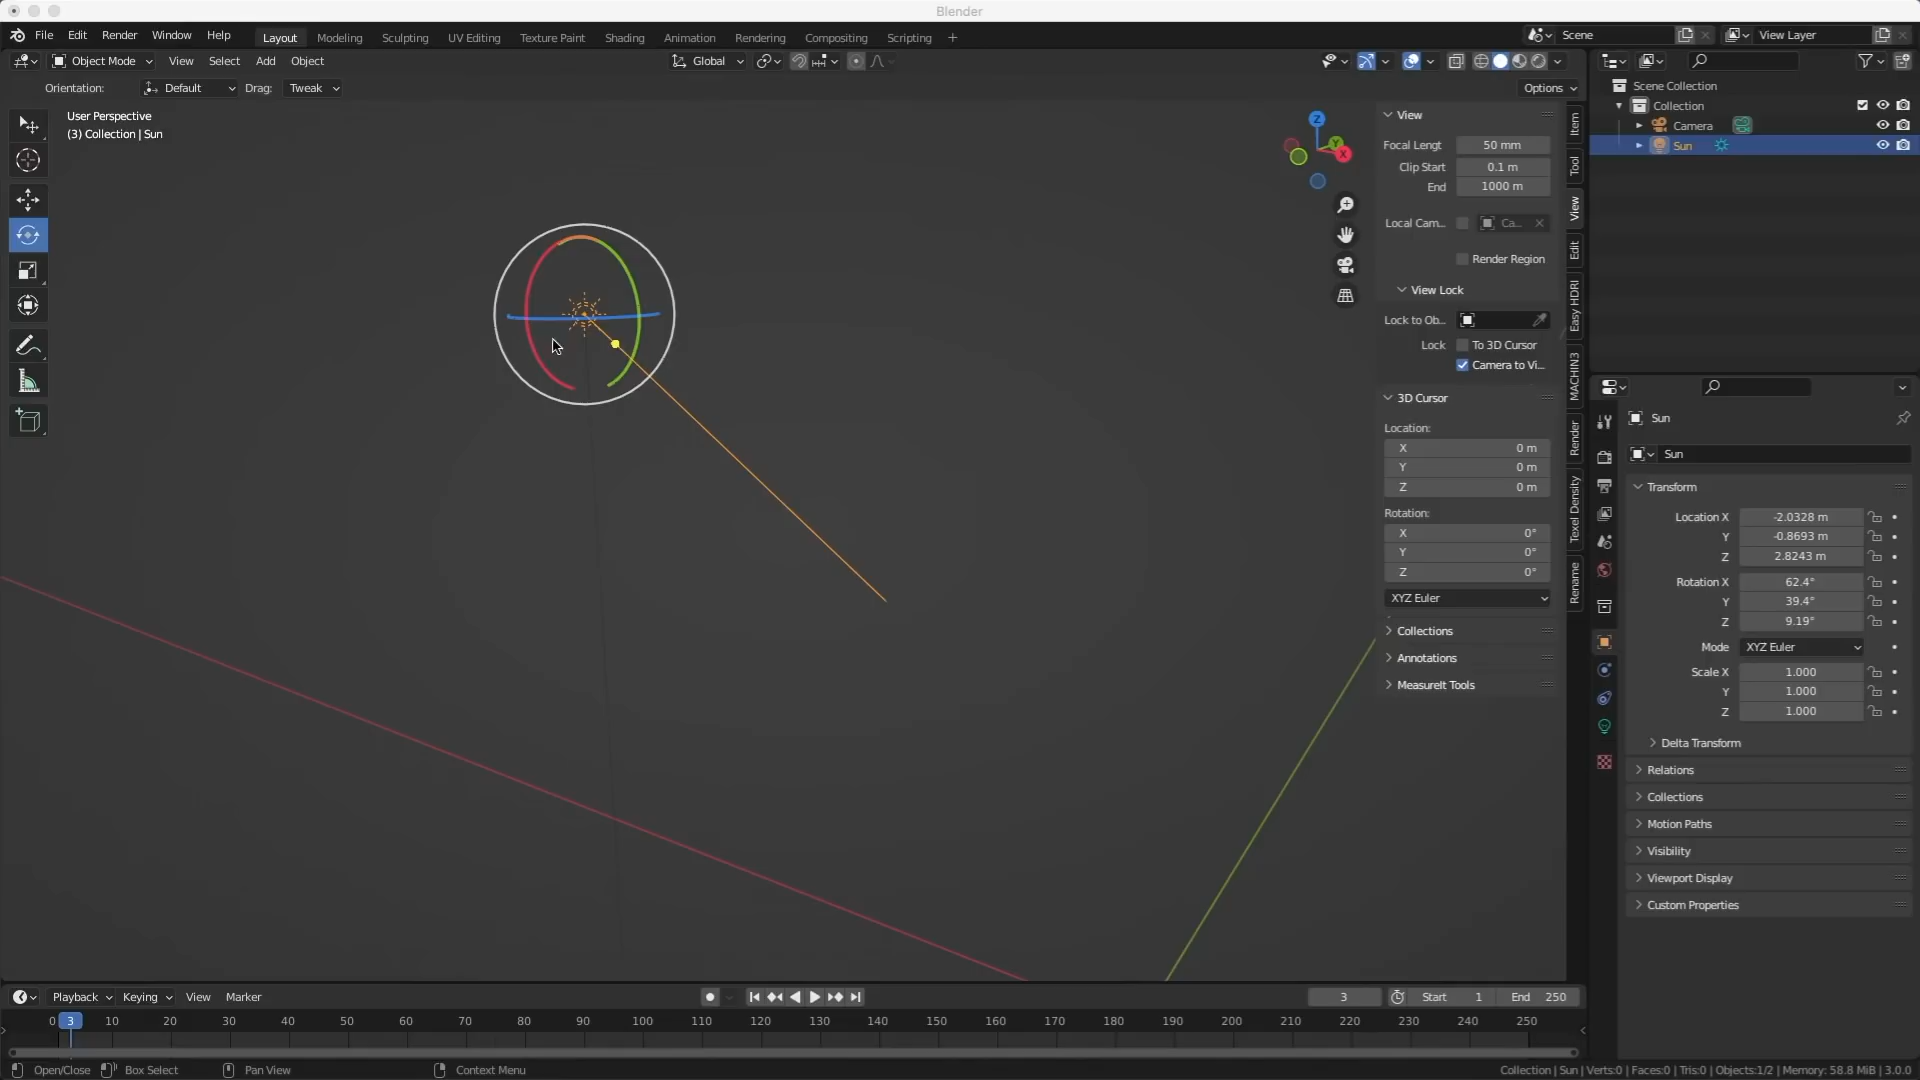 Blender
File Edit Render Window Help Layout Modeling Sculpting UV Editing Texture Paint Shading Animation Rendering Compositing Scripting + Scene View Layer
Object Mode View Select Add Object Global
Orientation: Default Drag: Tweak Options
User Perspective
(3) Collection | Sun
Z
Y
X
View
Focal Lengt 50 mm
Clip Start 0.1 m
End 1000 m
Local Cam... Ca...
Render Region
View Lock
Lock to Ob...
Lock To 3D Cursor
Camera to Vi...
3D Cursor
Location:
X 0 m
Y 0 m
Z 0 m
Rotation:
X 0°
Y 0°
Z 0°
XYZ Euler
Collections
Annotations
MeasureIt Tools
Item
Tool
View
Edit
Easy HDRI
MACHIN3
Render
Texel Density
Rename
Scene Collection
Collection
Camera
Sun
Sun
Sun
Transform
Location X -2.0328 m
Y -0.8693 m
Z 2.8243 m
Rotation X 62.4°
Y 39.4°
Z 9.19°
Mode XYZ Euler
Scale X 1.000
Y 1.000
Z 1.000
Delta Transform
Relations
Collections
Motion Paths
Visibility
Viewport Display
Custom Properties
Playback Keying View Marker 3 Start 1 End 250
0 3 10 20 30 40 50 60 70 80 90 100 110 120 130 140 150 160 170 180 190 200 210 220 230 240 250
Open/Close Box Select Pan View Context Menu Collection | Sun | Verts:0 | Faces:0 | Tris:0 | Objects:1/2 | Memory: 58.8 MiB | 3.0.0